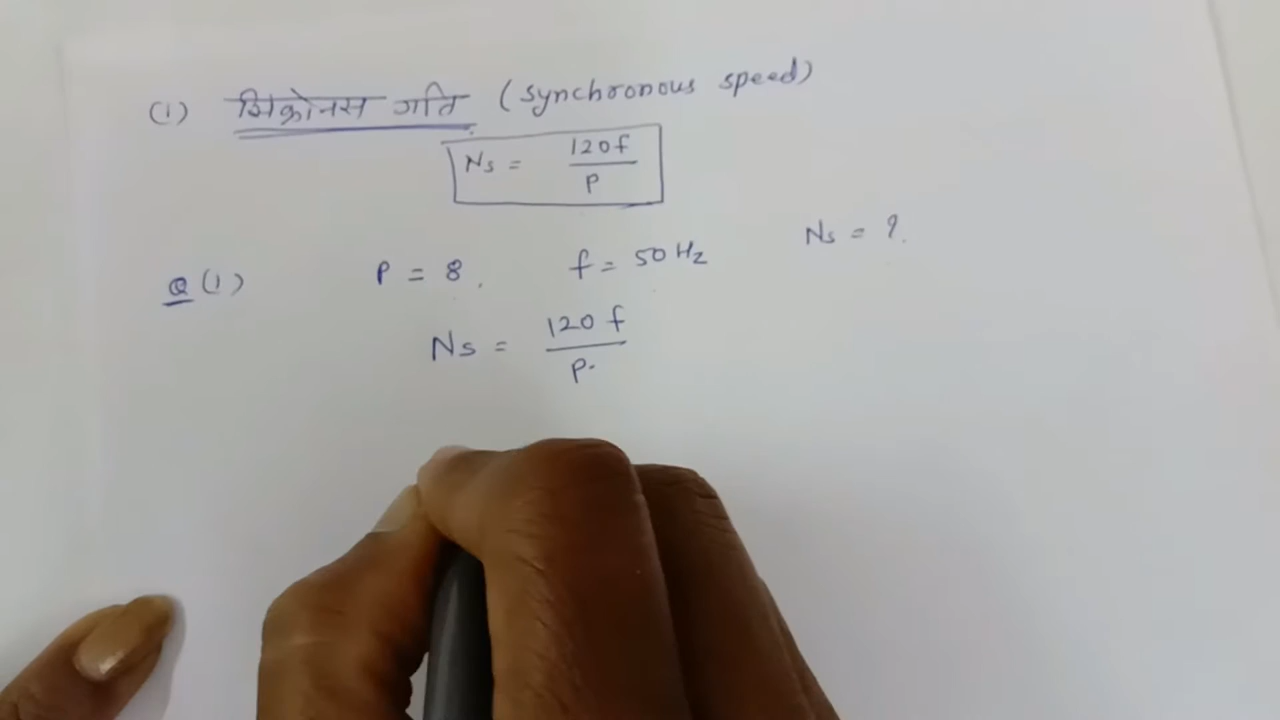 (1) सिंक्रोनस गति (synchronous speed)
Ns = 120f / P
Q (1) P = 8. f = 50 Hz Ns = ?
Ns = 120 f / P.